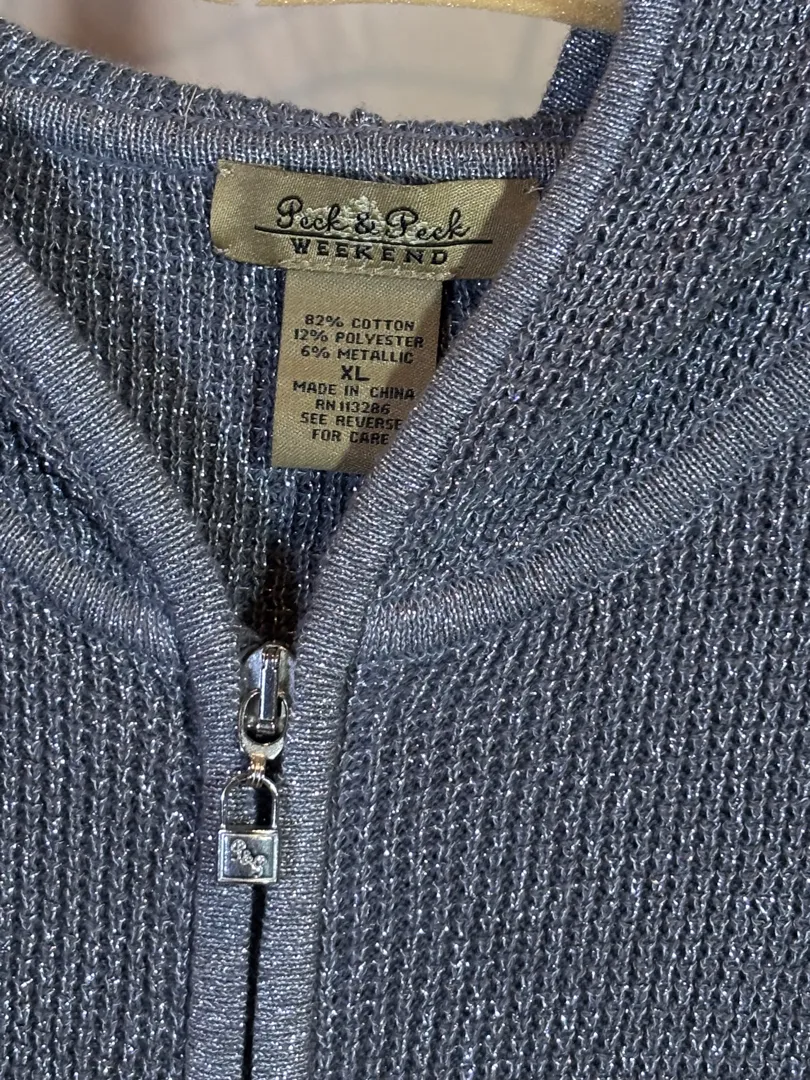 Peck & Peck
WEEKEND
82% COTTON
12% POLYESTER
6% METALLIC
XL
MADE IN CHINA
RN 113286
SEE REVERSE
FOR CARE
P&P